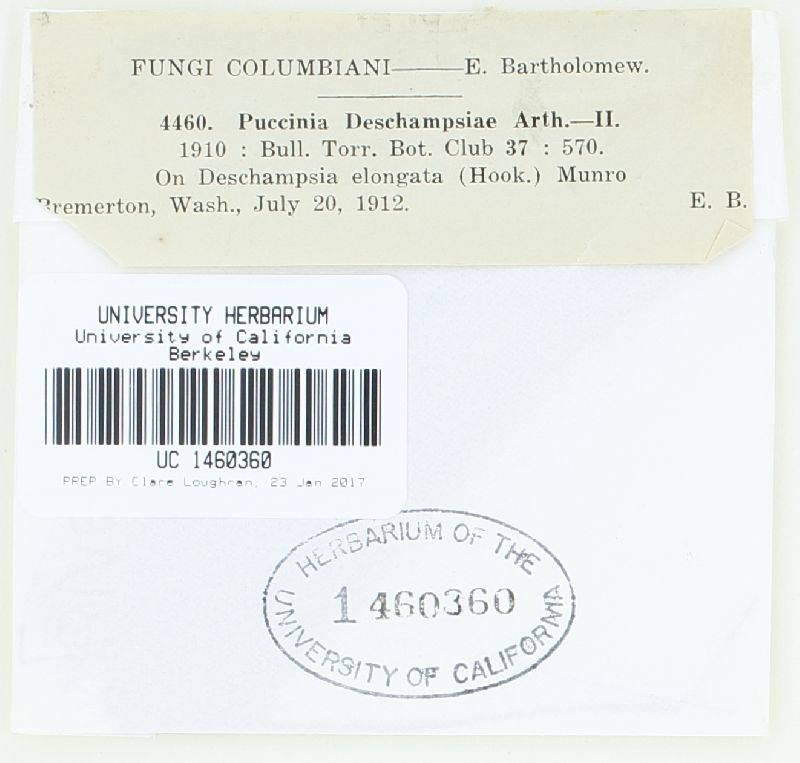 FUNGI COLUMBIANI———E. Bartholomew.
4460. Puccinia Deschampsiae Arth.—II.
1910 : Bull. Torr. Bot. Club 37 : 570.
On Deschampsia elongata (Hook.) Munro
Bremerton, Wash., July 20, 1912. E. B.
UNIVERSITY HERBARIUM
University of California
Berkeley
UC 1460360
PREP BY Clare Loughran, 23 Jan 2017
HERBARIUM OF THE
1460360
UNIVERSITY OF CALIFORNIA